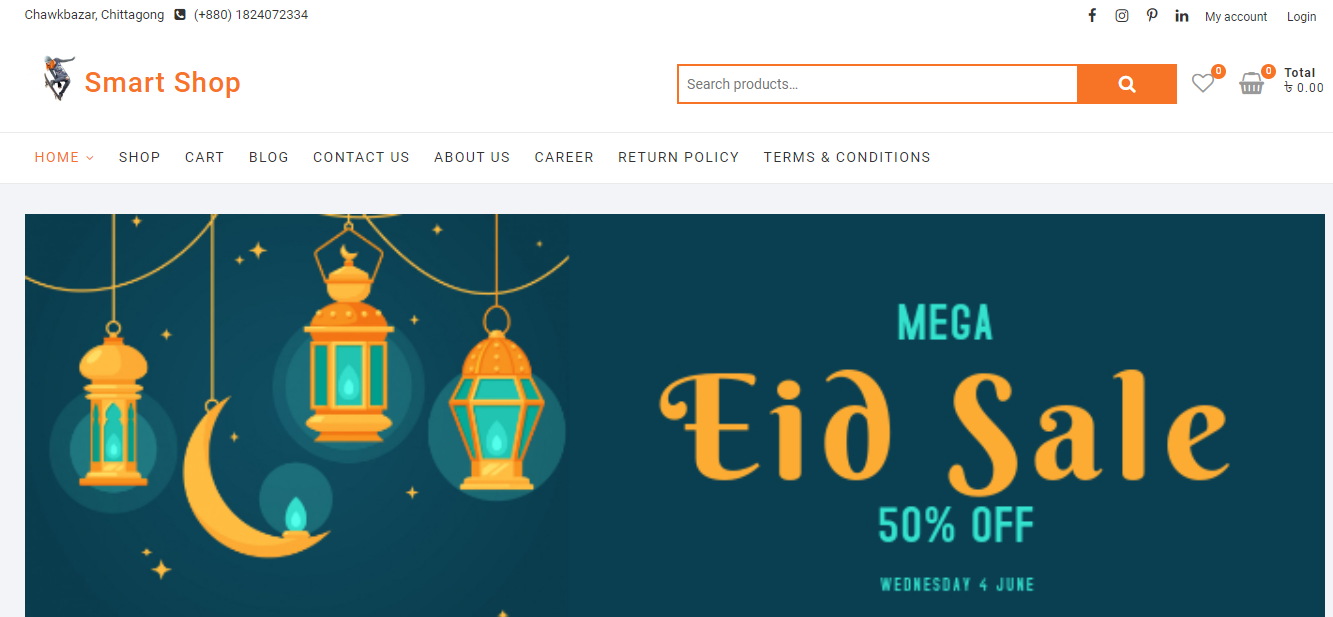 Chawkbazar, Chittagong (+880) 1824072334
My account Login
Smart Shop
Search products...
0
0
Total
৳ 0.00
HOME SHOP CART BLOG CONTACT US ABOUT US CAREER RETURN POLICY TERMS & CONDITIONS
MEGA
Eid Sale
50% OFF
WEDNESDAY 4 JUNE